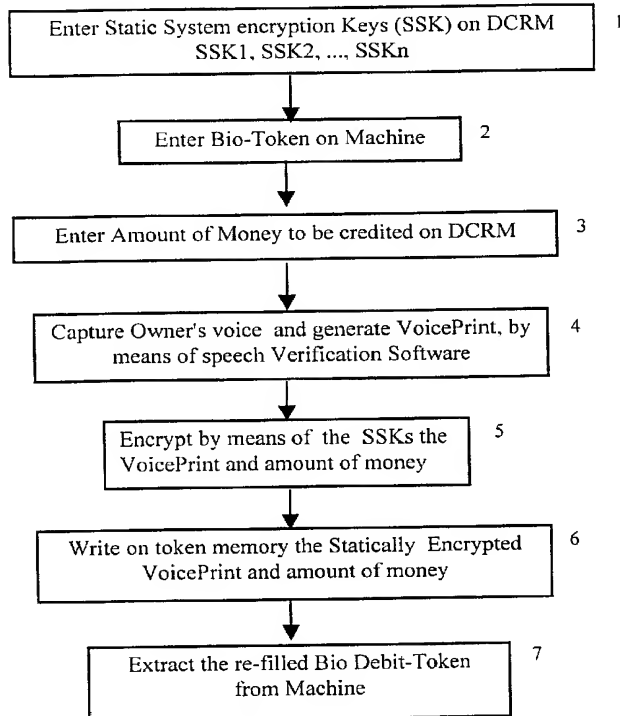 Enter Static System encryption Keys (SSK) on DCRM
SSK1, SSK2, ..., SSKn
1
Enter Bio-Token on Machine
2
Enter Amount of Money to be credited on DCRM
3
Capture Owner's voice and generate VoicePrint, by
means of speech Verification Software
4
Encrypt by means of the SSKs the
VoicePrint and amount of money
5
Write on token memory the Statically Encrypted
VoicePrint and amount of money
6
Extract the re-filled Bio Debit-Token
from Machine
7